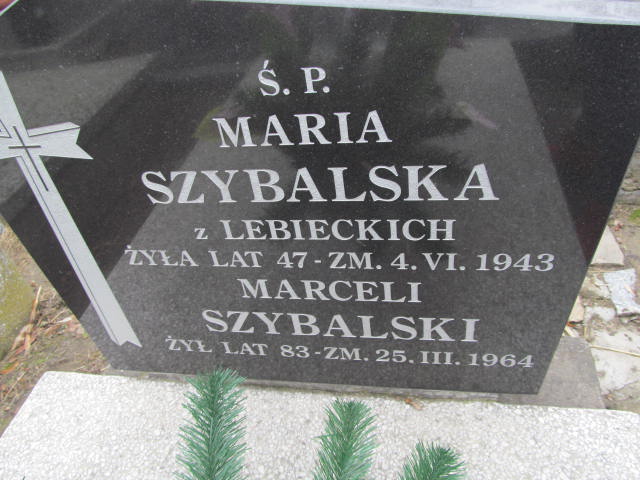 Ś. P.
MARIA
SZYBALSKA
z LEBIECKICH
ŻYŁA LAT 47 - ZM. 4. VI. 1943
MARCELI
SZYBALSKI
ŻYŁ LAT 83 - ZM. 25. III. 1964